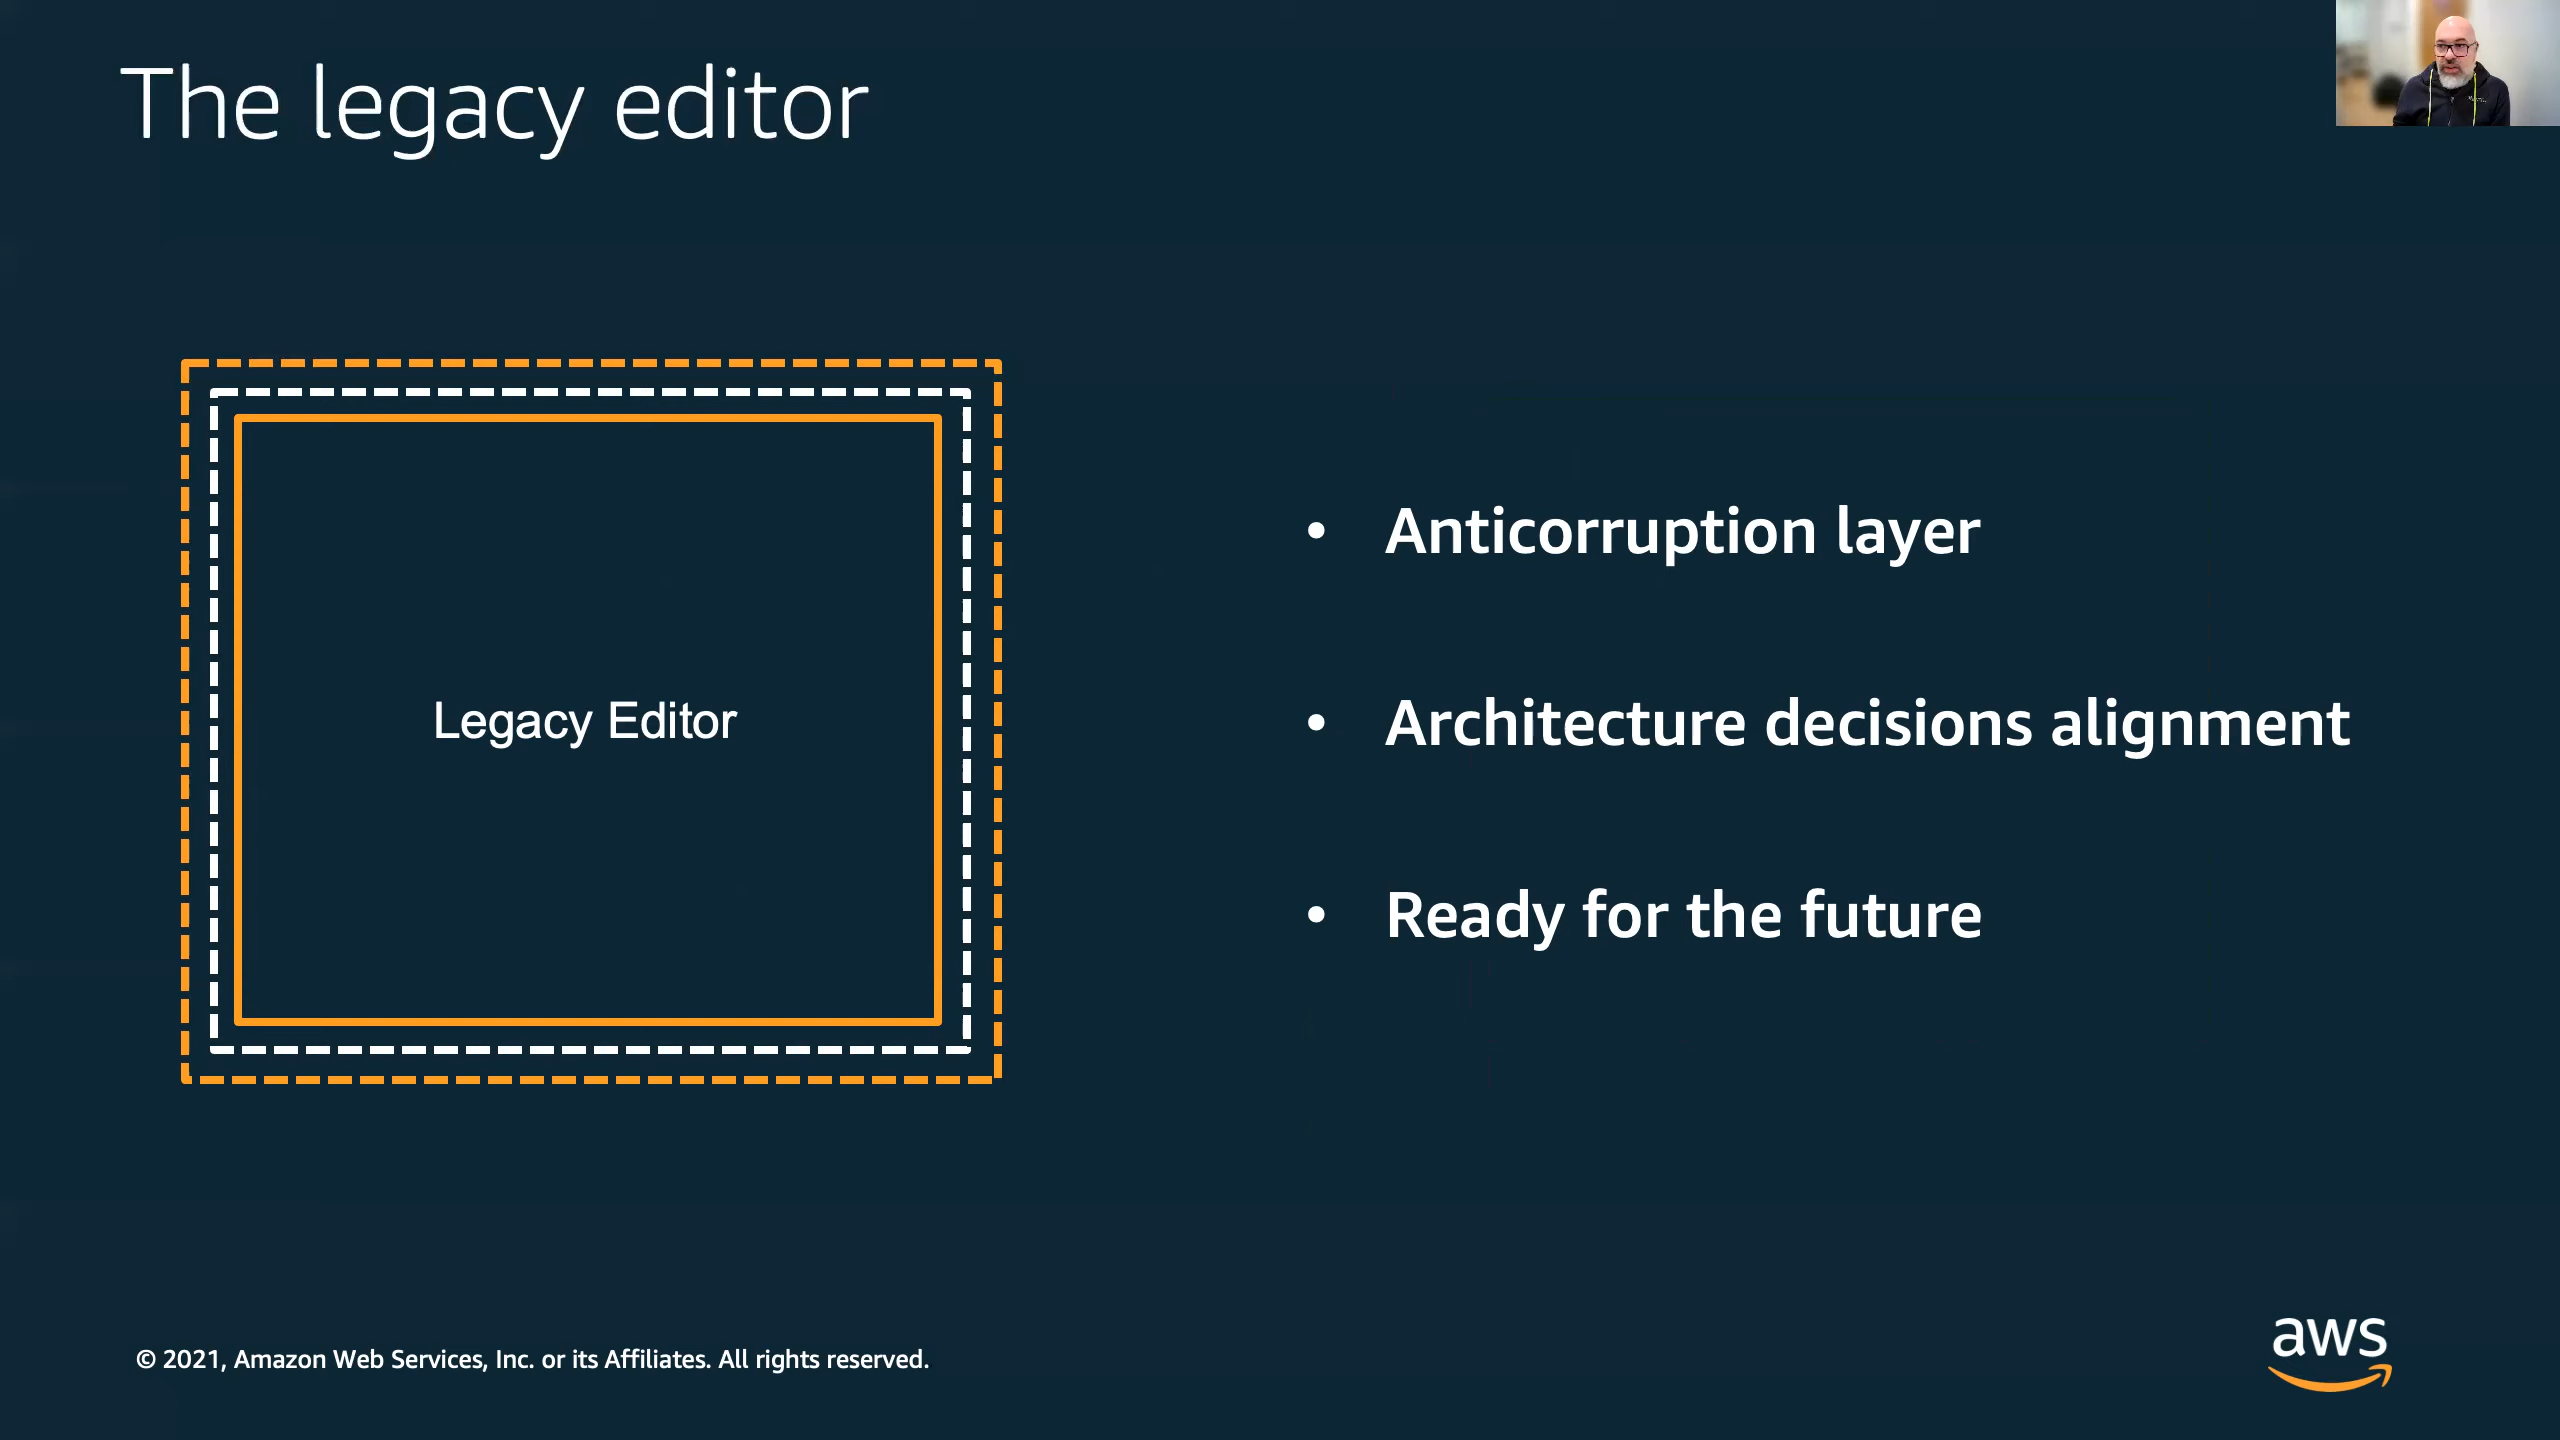 The legacy editor
Legacy Editor
• Anticorruption layer
• Architecture decisions alignment
• Ready for the future
© 2021, Amazon Web Services, Inc. or its Affiliates. All rights reserved.
aws